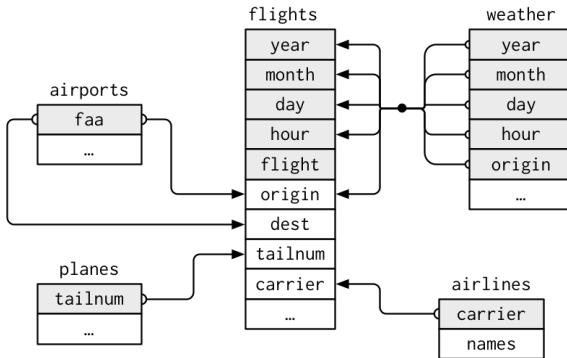 flights
year
month
day
hour
flight
origin
dest
tailnum
carrier
…
weather
year
month
day
hour
origin
…
airports
faa
…
planes
tailnum
…
airlines
carrier
names